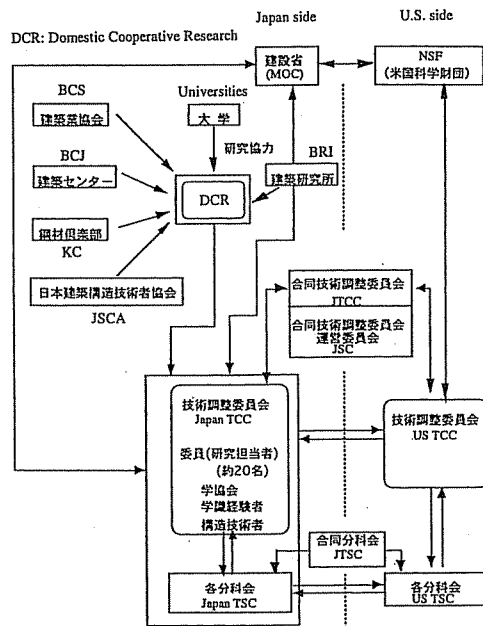 Japan side
U.S. side
DCR: Domestic Cooperative Research
建設省
(MOC)
NSF
(米国科学財団)
BCS
建築業協会
Universities
大学
研究協力
BCJ
建築センター
BRI
建築研究所
DCR
鋼材倶楽部
KC
日本建築構造技術者協会
JSCA
合同技術調整委員会
JTCC
合同技術調整委員会
運営委員会
JSC
技術調整委員会
Japan TCC
委員(研究担当者)
(約20名)
学協会
学識経験者
構造技術者
技術調整委員会
US TCC
合同分科会
JTSC
各分科会
Japan TSC
各分科会
US TSC